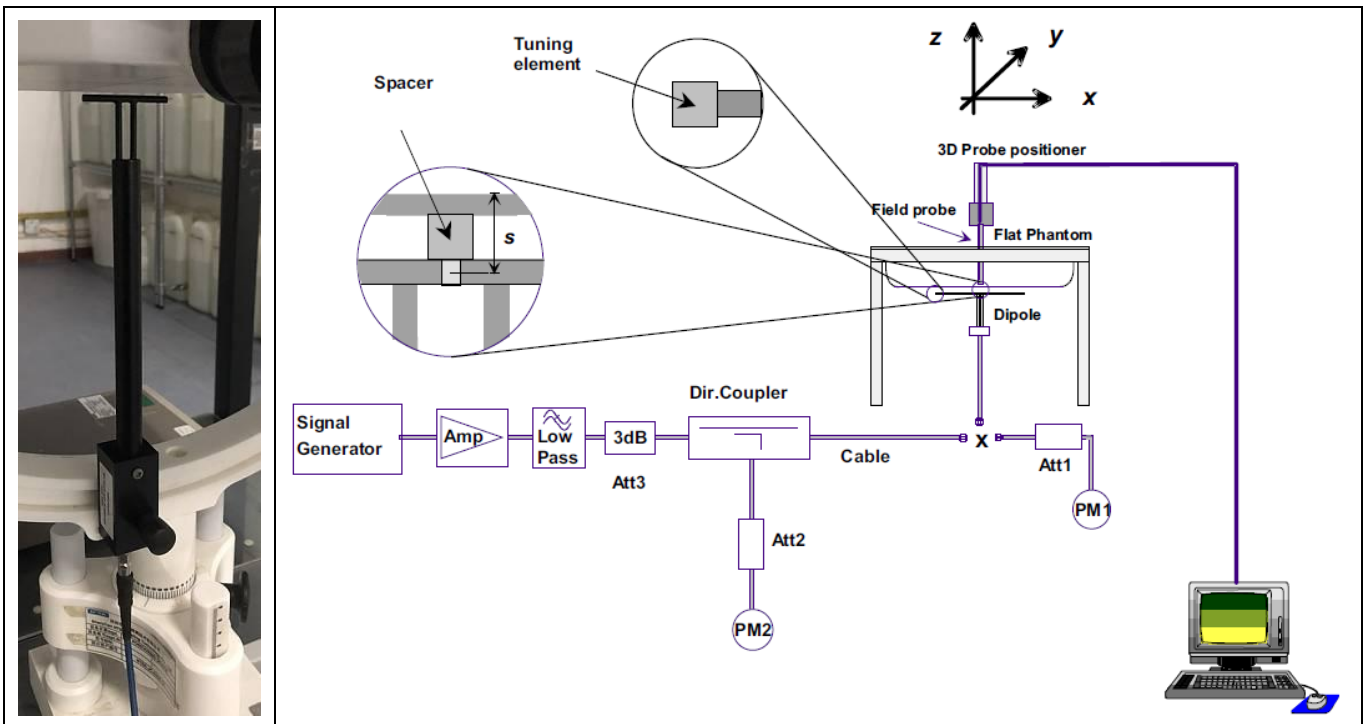 Tuning
element
Spacer
z
y
x
3D Probe positioner
Field probe
Flat Phantom
s
Dipole
Dir.Coupler
Signal
Generator
Amp
Low
Pass
3dB
Att3
Cable
x
Att1
PM1
Att2
PM2